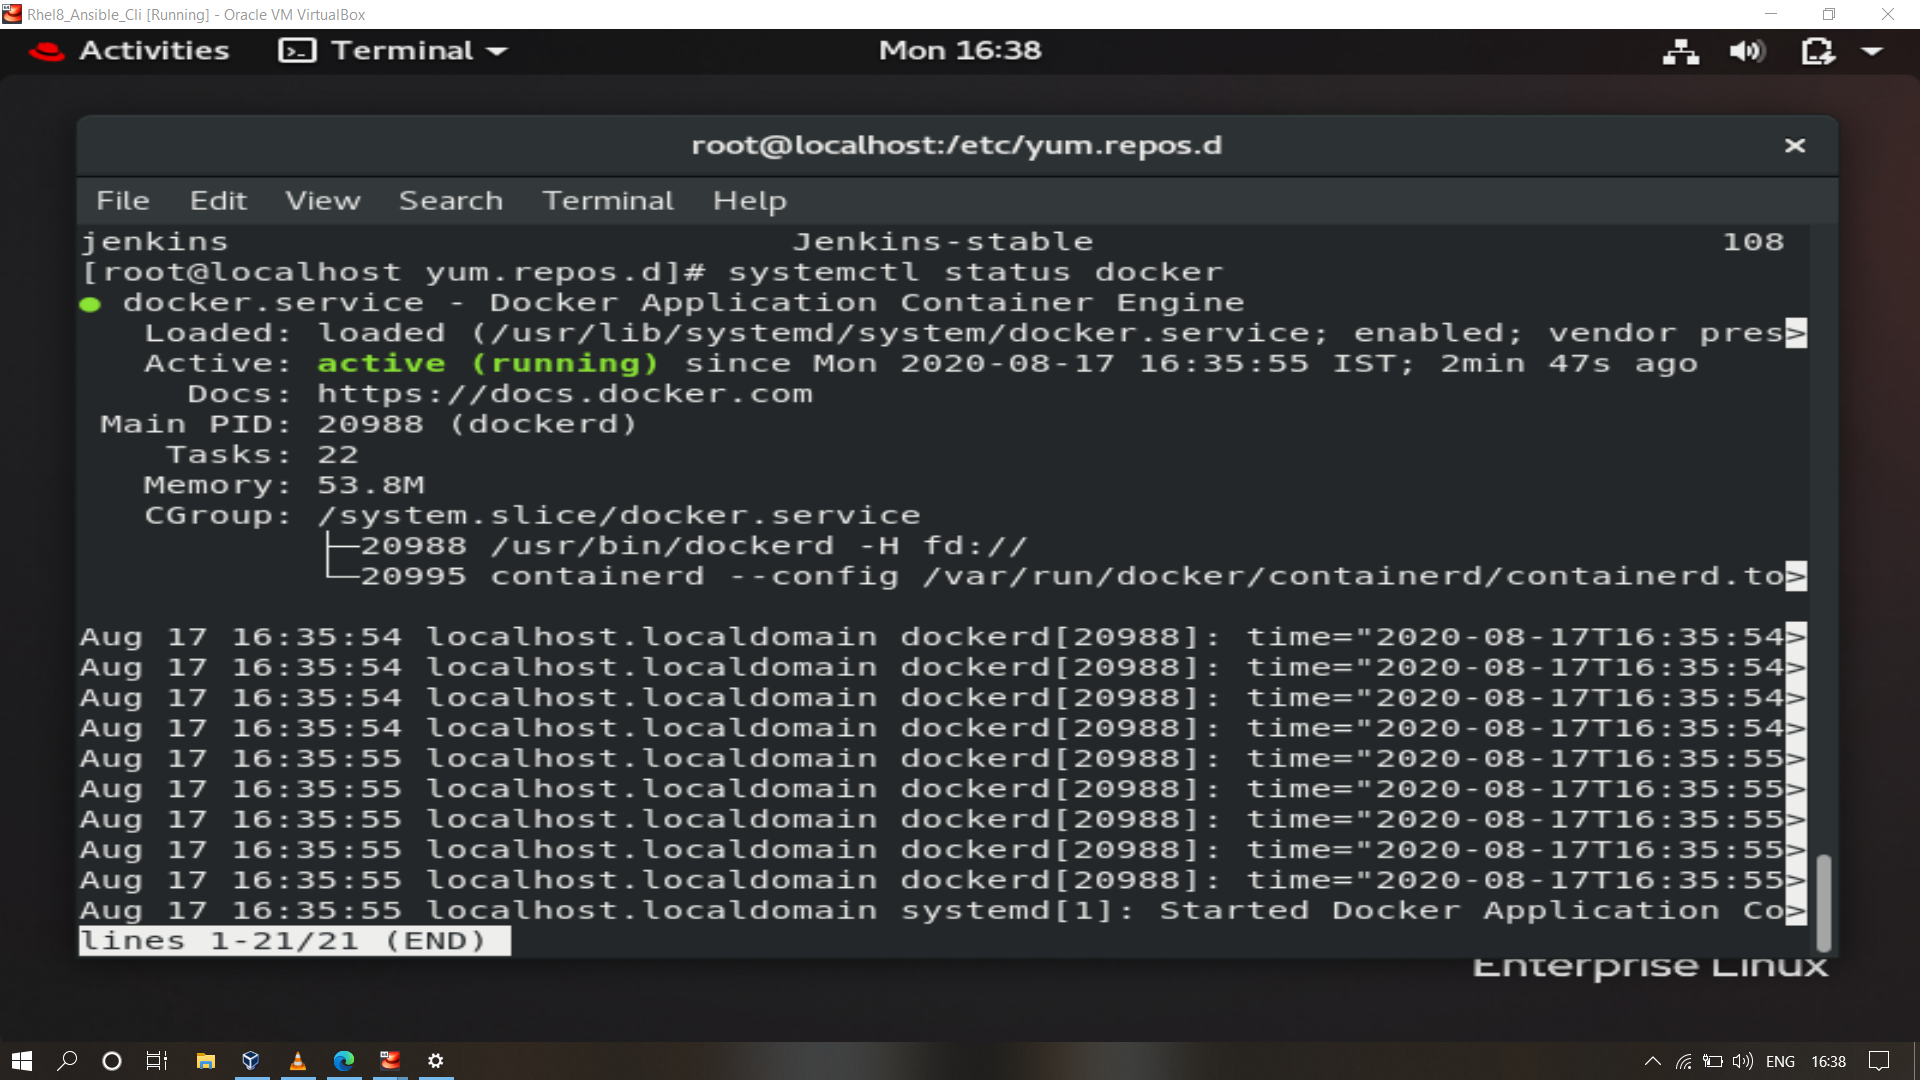 Rhel8_Ansible_Cli [Running] - Oracle VM VirtualBox
Activities Terminal Mon 16:38
root@localhost:/etc/yum.repos.d
File Edit View Search Terminal Help
jenkins Jenkins-stable 108
[root@localhost yum.repos.d]# systemctl status docker
● docker.service - Docker Application Container Engine
Loaded: loaded (/usr/lib/systemd/system/docker.service; enabled; vendor pres>
Active: active (running) since Mon 2020-08-17 16:35:55 IST; 2min 47s ago
Docs: https://docs.docker.com
Main PID: 20988 (dockerd)
Tasks: 22
Memory: 53.8M
CGroup: /system.slice/docker.service
├─20988 /usr/bin/dockerd -H fd://
└─20995 containerd --config /var/run/docker/containerd/containerd.to>
Aug 17 16:35:54 localhost.localdomain dockerd[20988]: time="2020-08-17T16:35:54>
Aug 17 16:35:54 localhost.localdomain dockerd[20988]: time="2020-08-17T16:35:54>
Aug 17 16:35:54 localhost.localdomain dockerd[20988]: time="2020-08-17T16:35:54>
Aug 17 16:35:54 localhost.localdomain dockerd[20988]: time="2020-08-17T16:35:54>
Aug 17 16:35:55 localhost.localdomain dockerd[20988]: time="2020-08-17T16:35:55>
Aug 17 16:35:55 localhost.localdomain dockerd[20988]: time="2020-08-17T16:35:55>
Aug 17 16:35:55 localhost.localdomain dockerd[20988]: time="2020-08-17T16:35:55>
Aug 17 16:35:55 localhost.localdomain dockerd[20988]: time="2020-08-17T16:35:55>
Aug 17 16:35:55 localhost.localdomain dockerd[20988]: time="2020-08-17T16:35:55>
Aug 17 16:35:55 localhost.localdomain systemd[1]: Started Docker Application Co>
lines 1-21/21 (END)
Enterprise Linux
ENG 16:38